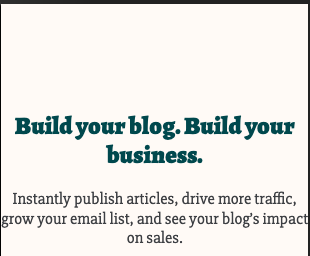 Build your blog. Build your
business.
Instantly publish articles, drive more traffic,
grow your email list, and see your blog's impact
on sales.